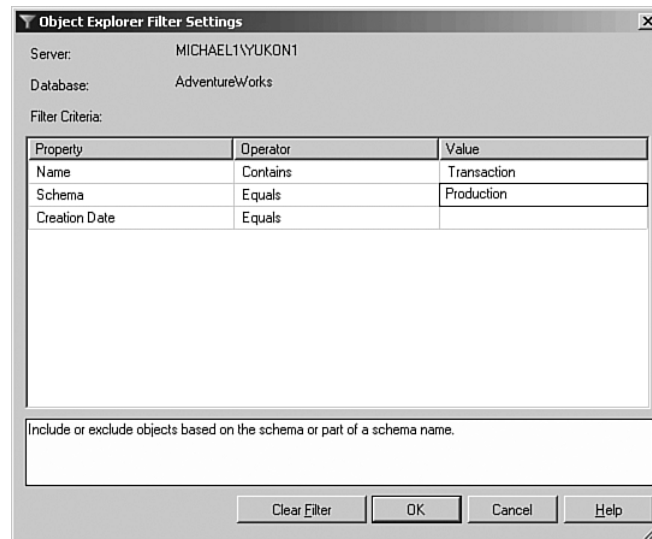 Object Explorer Filter Settings
Server: MICHAEL1\YUKON1
Database: AdventureWorks
Filter Criteria:
Property Operator Value
Name Contains Transaction
Schema Equals Production
Creation Date Equals
Include or exclude objects based on the schema or part of a schema name.
Clear Filter OK Cancel Help